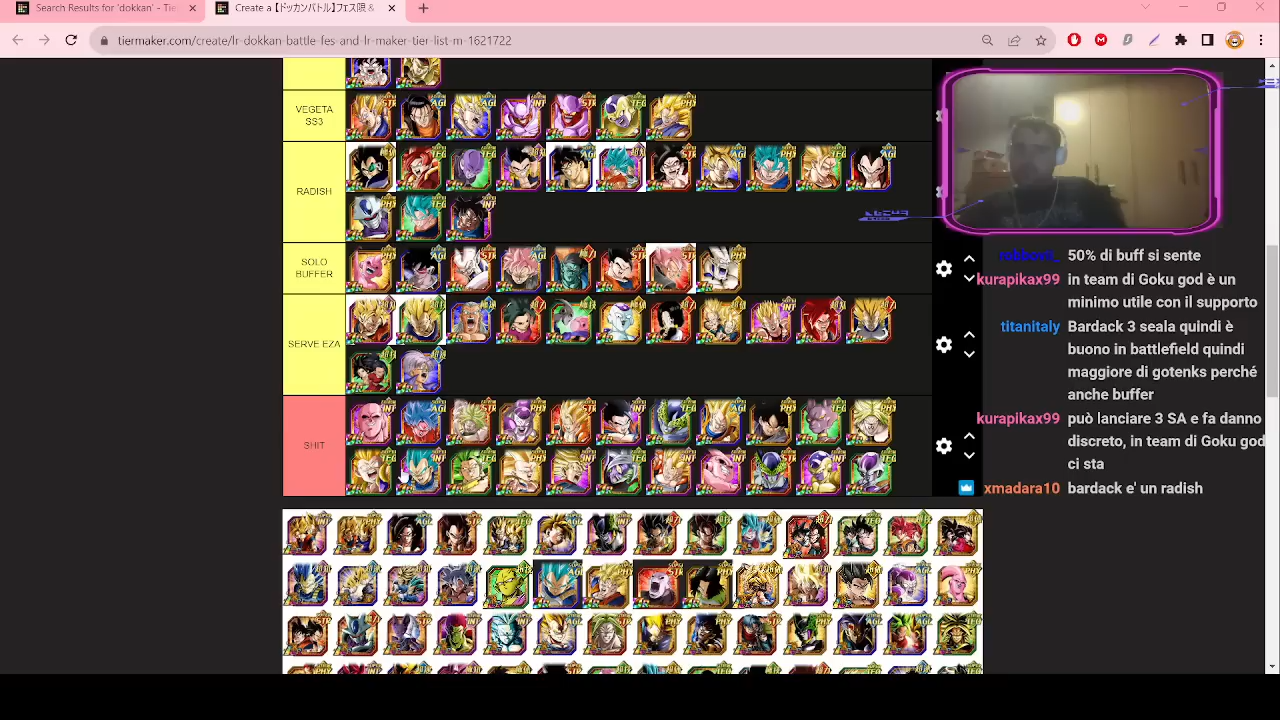 Search Results for 'dokkan' - Tie
Create a 【ドッカンバトル】フェス限 &
tiermaker.com/create/lr-dokkan-battle-fes-and-lr-maker-tier-list-m-1621722
VEGETA
SS3
RADISH
SOLO
BUFFER
SERVE EZA
SHIT
50% di buff si sente
kurapikax99 in team di Goku god è un
minimo utile con il supporto
titanitaly Bardack 3 seala quindi è
buono in battlefield quindi
maggiore di gotenks perché
anche buffer
kurapikax99 può lanciare 3 SA e fa danno
discreto, in team di Goku god
ci sta
xmadara10 bardack e' un radish